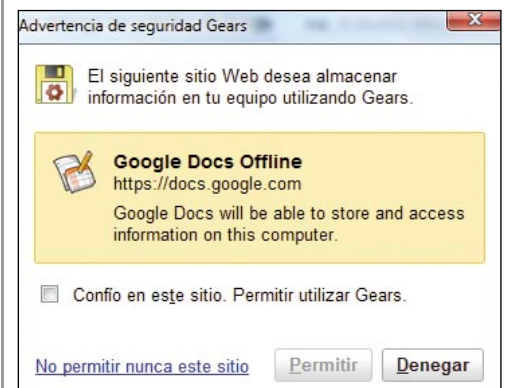 Advertencia de seguridad Gears
El siguiente sitio Web desea almacenar
información en tu equipo utilizando Gears.
Google Docs Offline
https://docs.google.com
Google Docs will be able to store and access
information on this computer.
Confío en este sitio. Permitir utilizar Gears.
No permitir nunca este sitio Permitir Denegar